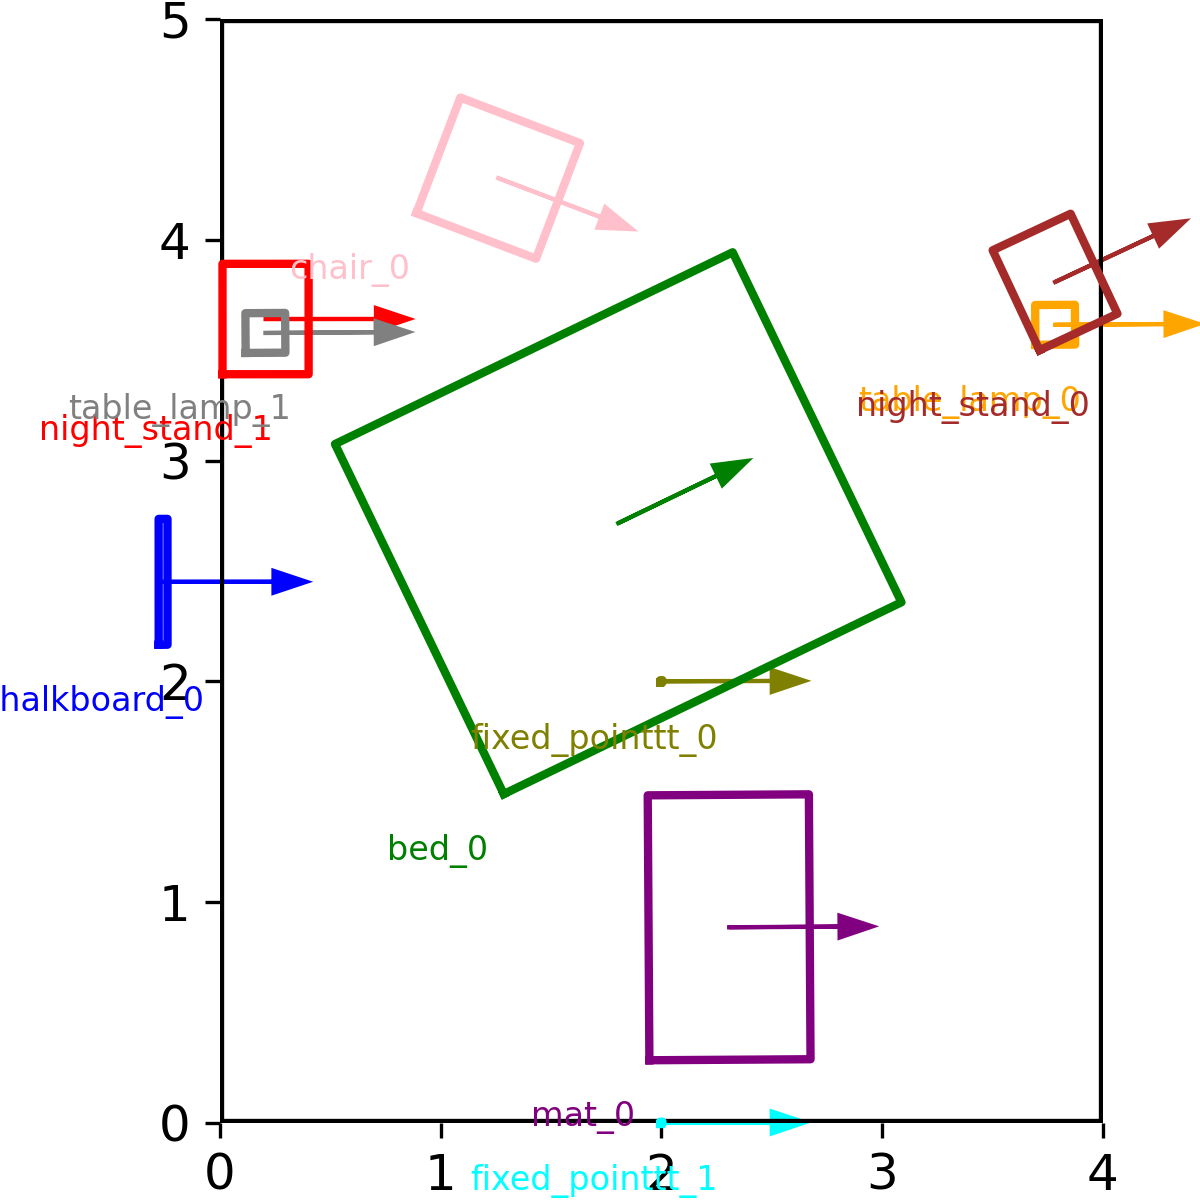 5
chair_0
4
table_lamp_1
night_stand_1
table_lamp_0
night_stand_0
3
halkboard_0
2
fixed_pointtt_0
bed_0
1
mat_0
0
0 1 2 3 4
fixed_pointtt_1